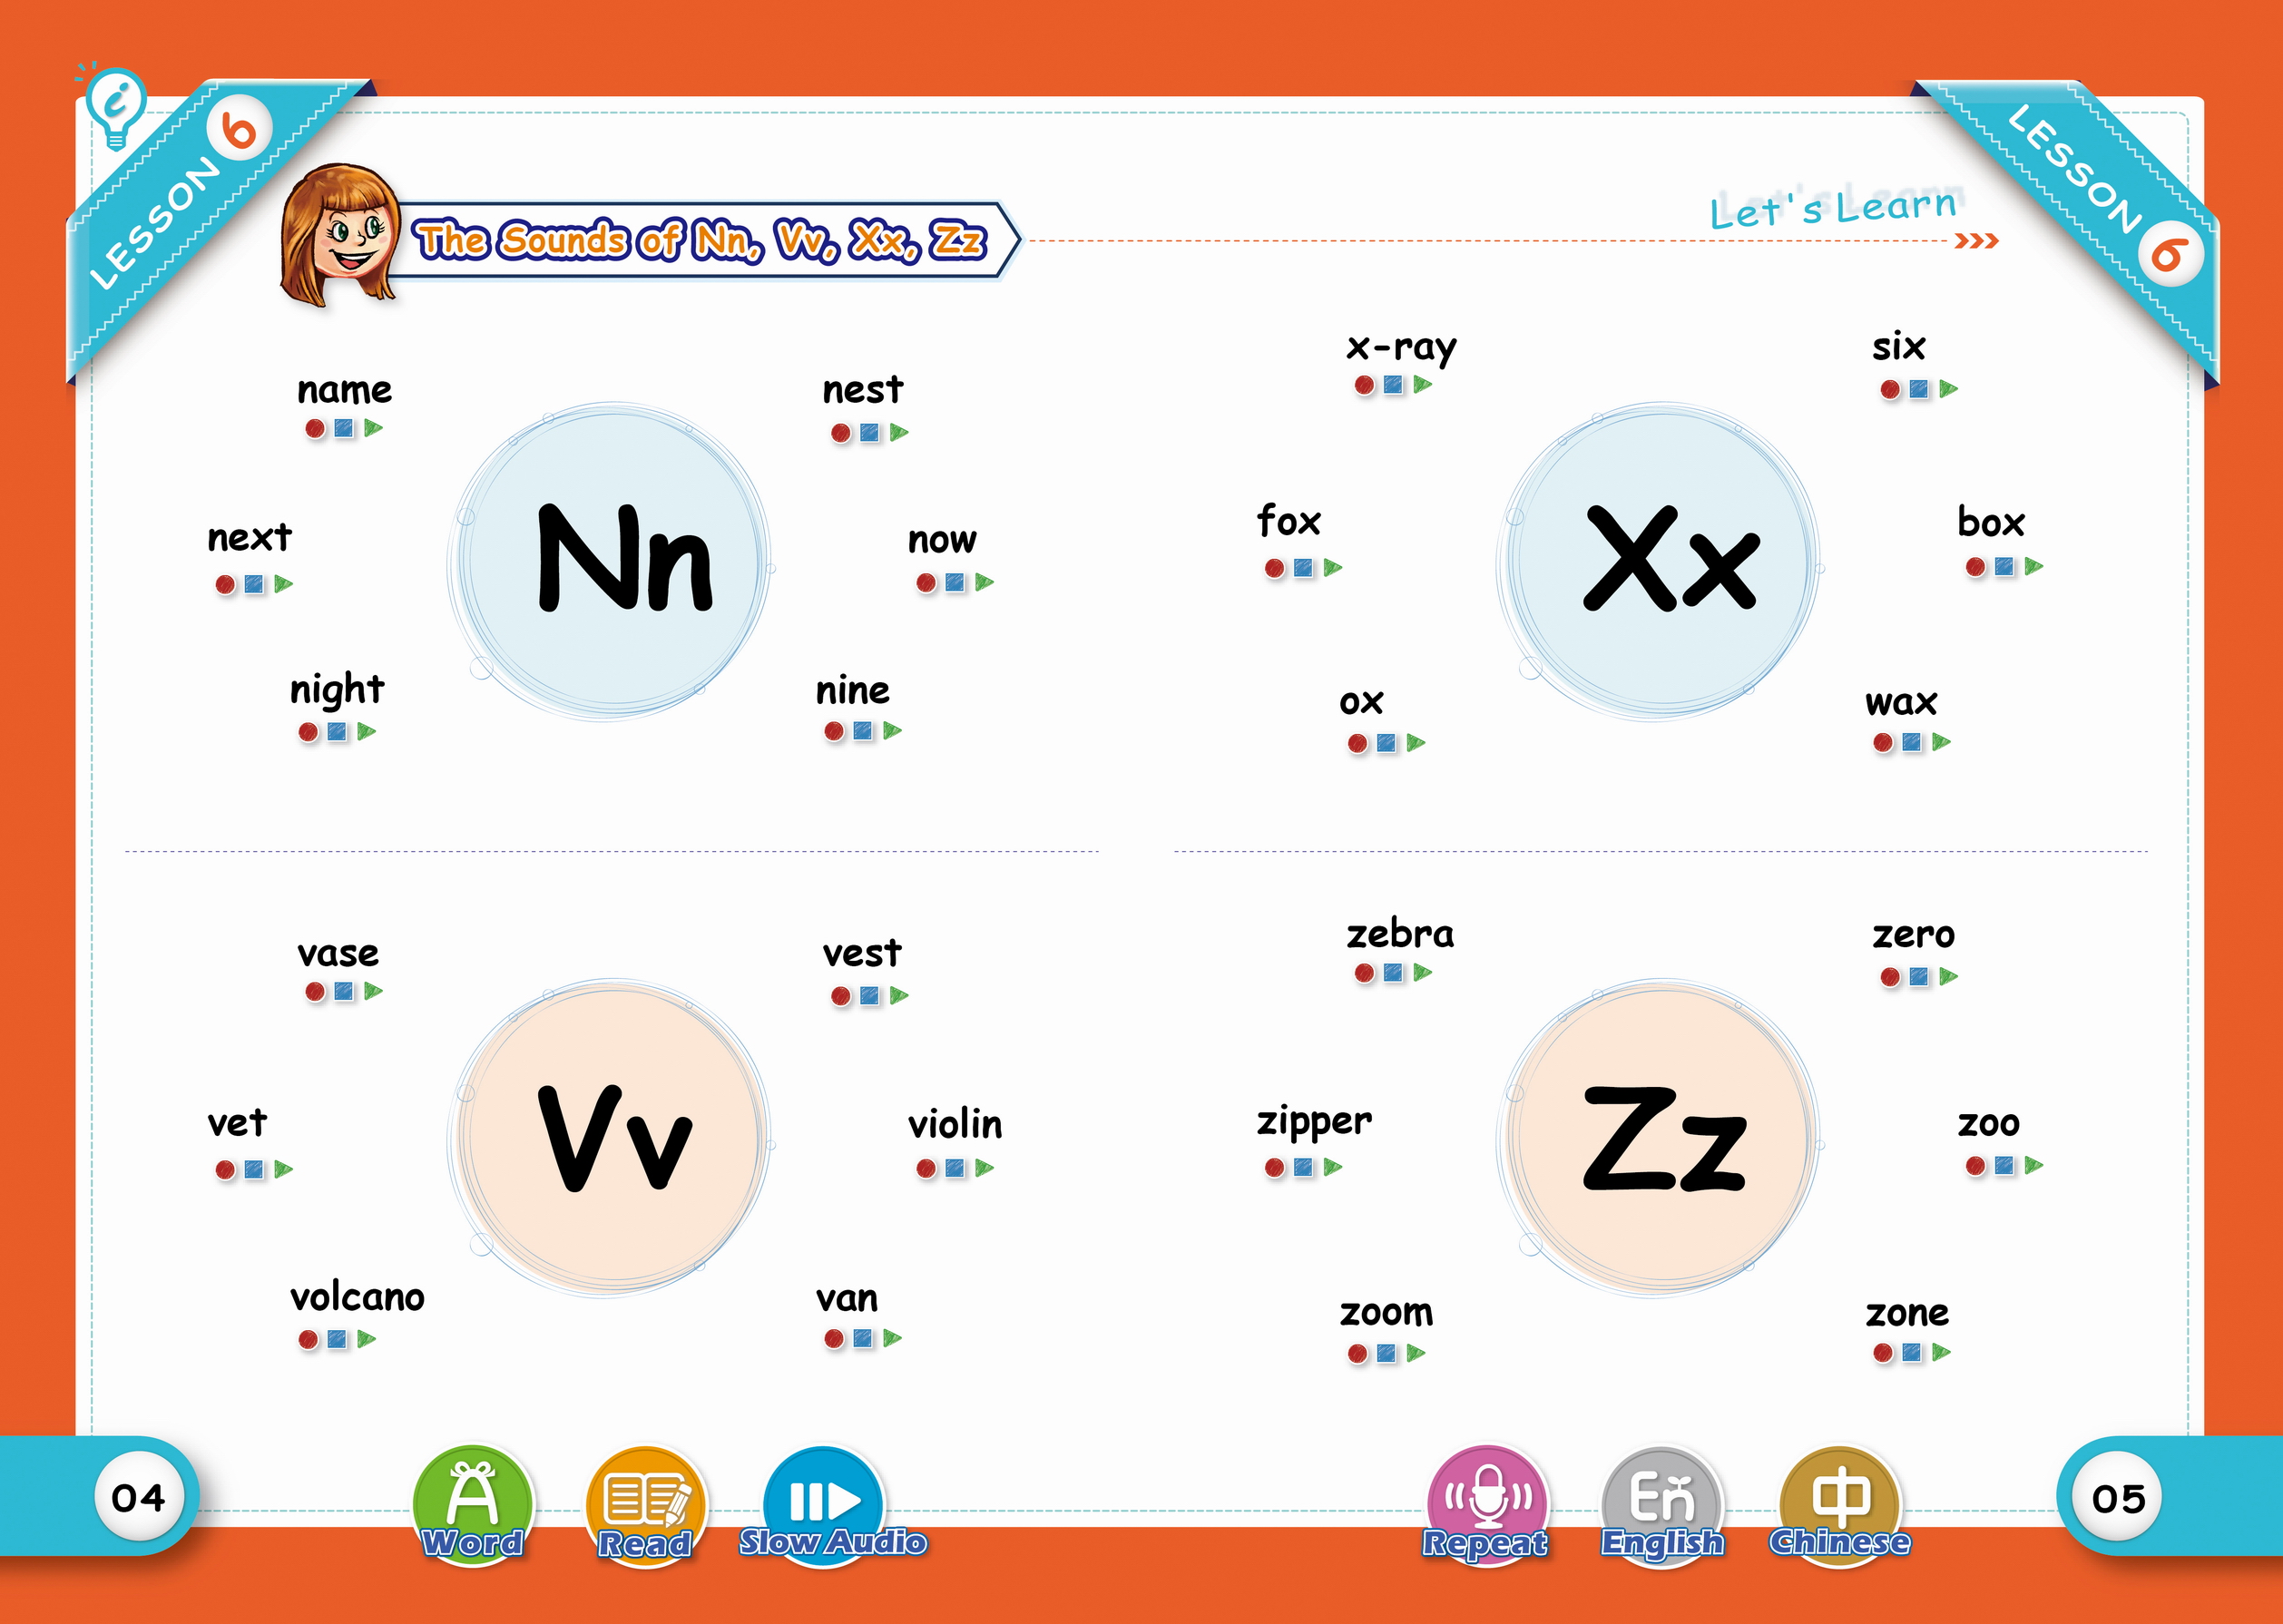 LESSON 6
The Sounds of Nn, Vv, Xx, Zz
Let's Learn
LESSON 6
name
nest
next
Nn
now
night
nine
vase
vest
vet
Vv
violin
volcano
van
x-ray
six
fox
Xx
box
ox
wax
zebra
zero
zipper
Zz
zoo
zoom
zone
04
A
Word
Read
Slow Audio
Repeat
En
English
中
Chinese
05